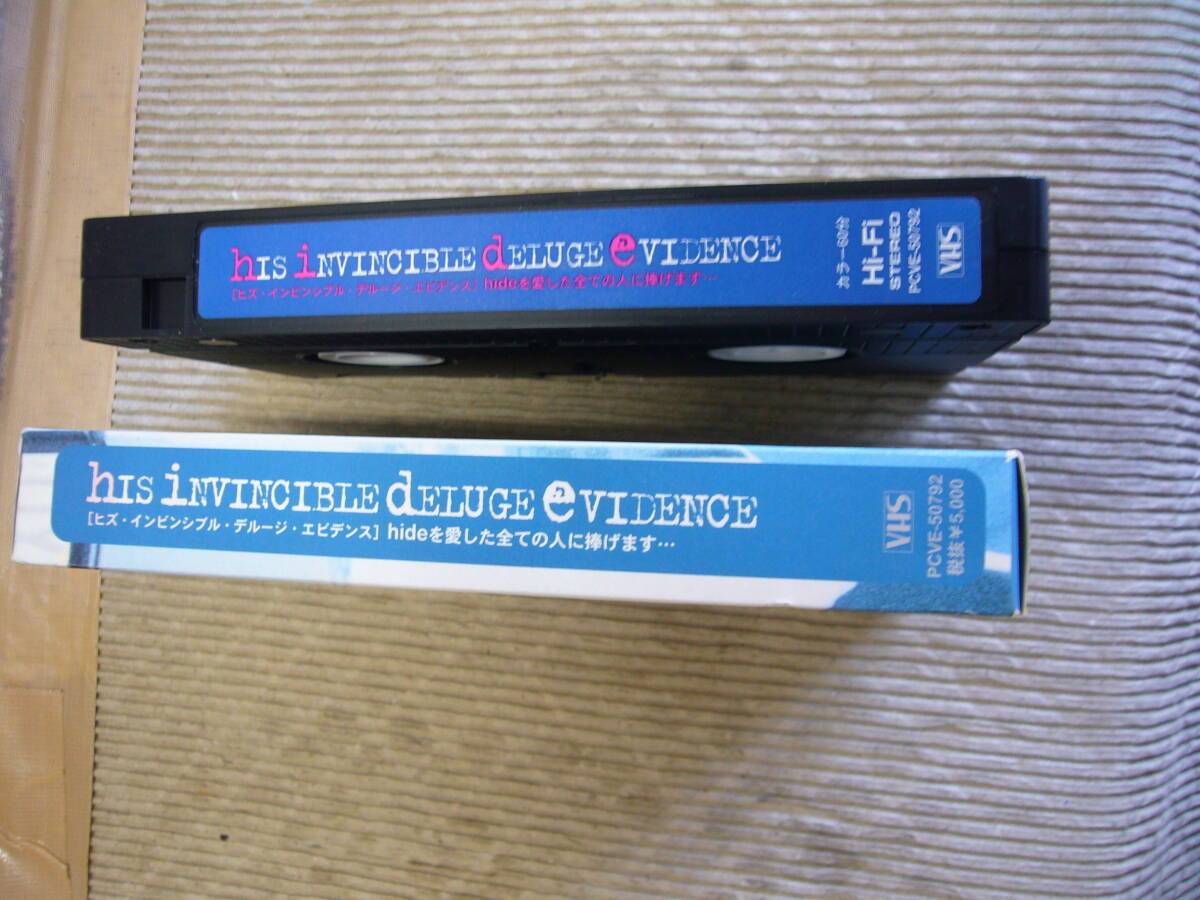 hIS iNVINCIBLE dELUGE eVIDENCE
[ヒズ・インビンシブル・デルージ・エビデンス] hideを愛した全ての人に捧げます…
カラー60分
Hi-Fi
STEREO
PCVE-50792
VHS
hIS iNVINCIBLE dELUGE eVIDENCE
[ヒズ・インビンシブル・デルージ・エビデンス] hideを愛した全ての人に捧げます…
VHS
PCVE-50792
税抜¥5,000